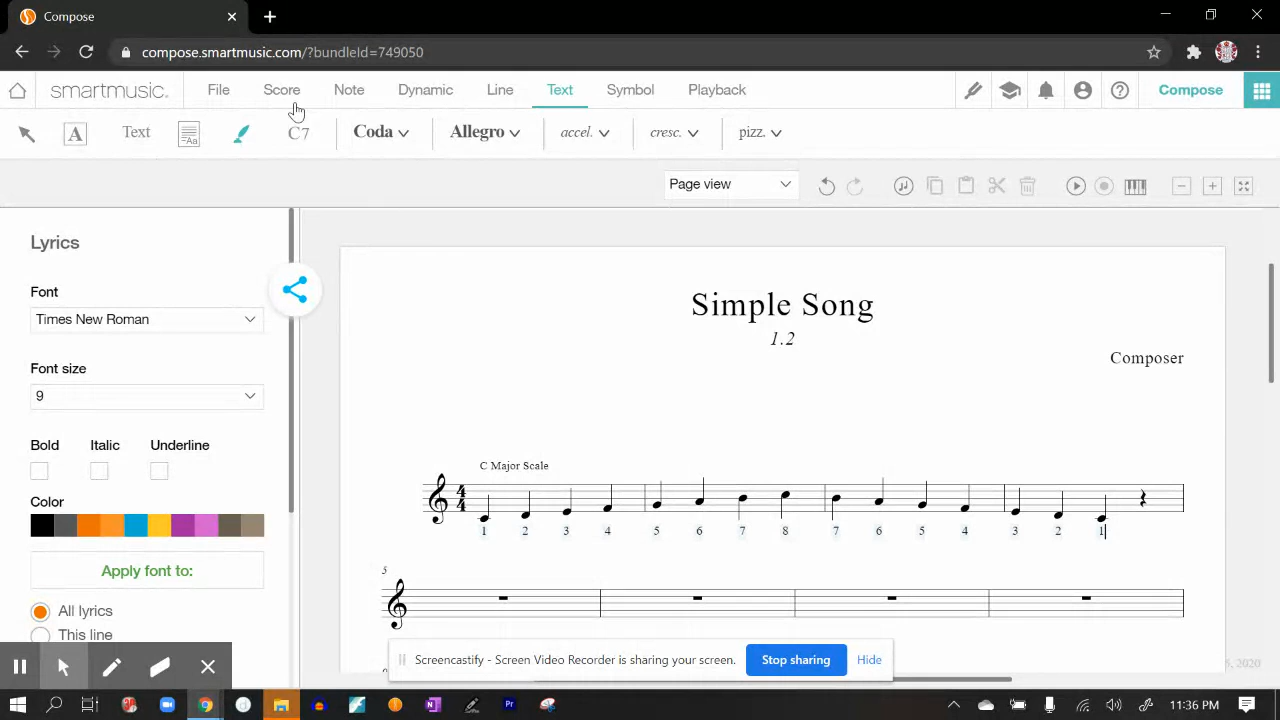 Compose
compose.smartmusic.com/?bundleId=749050
smartmusic.
File Score Note Dynamic Line Text Symbol Playback
Compose
A Text Aa C7 Coda Allegro accel. cresc. pizz.
Page view
Lyrics
Font
Times New Roman
Font size
9
Bold Italic Underline
Color
Apply font to:
All lyrics
This line
Simple Song
1.2
Composer
C Major Scale
4
4
1 2 3 4 5 6 7 8 7 6 5 4 3 2 1
5
Screencastify - Screen Video Recorder is sharing your screen. Stop sharing Hide
, 2020
11:36 PM